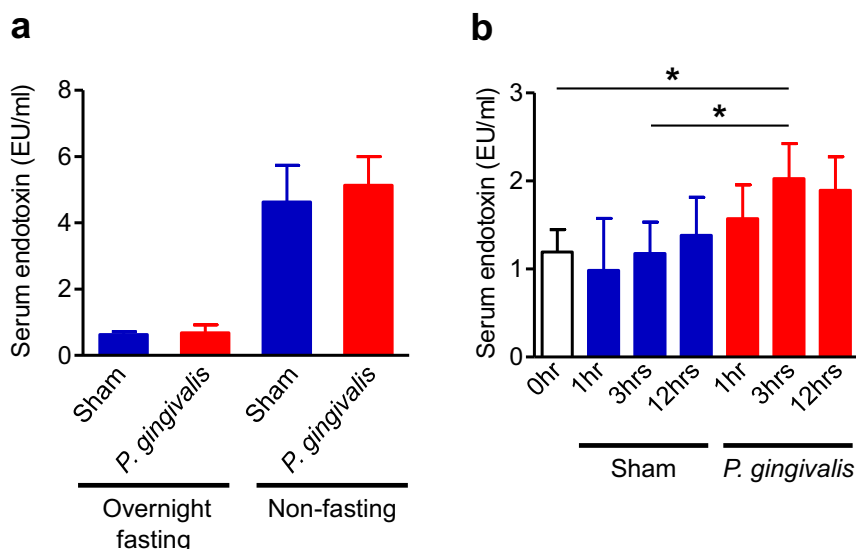 a
Serum endotoxin (EU/ml)
8
6
4
2
0
Sham
P. gingivalis
Sham
P. gingivalis
Overnight
fasting
Non-fasting
b
Serum endotoxin (EU/ml)
3
2
1
0
*
*
0hr
1hr
3hrs
12hrs
1hr
3hrs
12hrs
Sham
P. gingivalis